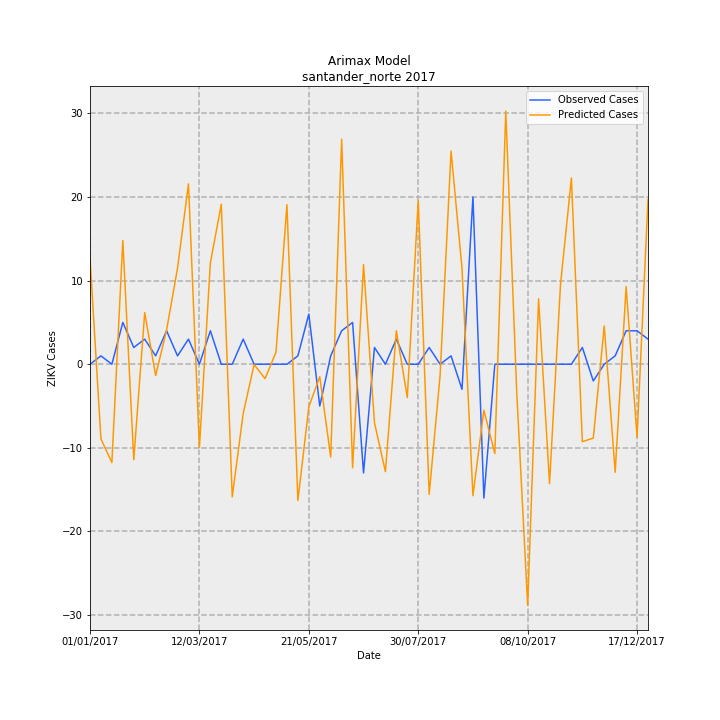 Arimax Model
santander_norte 2017
Observed Cases
Predicted Cases
ZIKV Cases
30
20
10
0
−10
−20
−30
01/01/2017
12/03/2017
21/05/2017
30/07/2017
08/10/2017
17/12/2017
Date